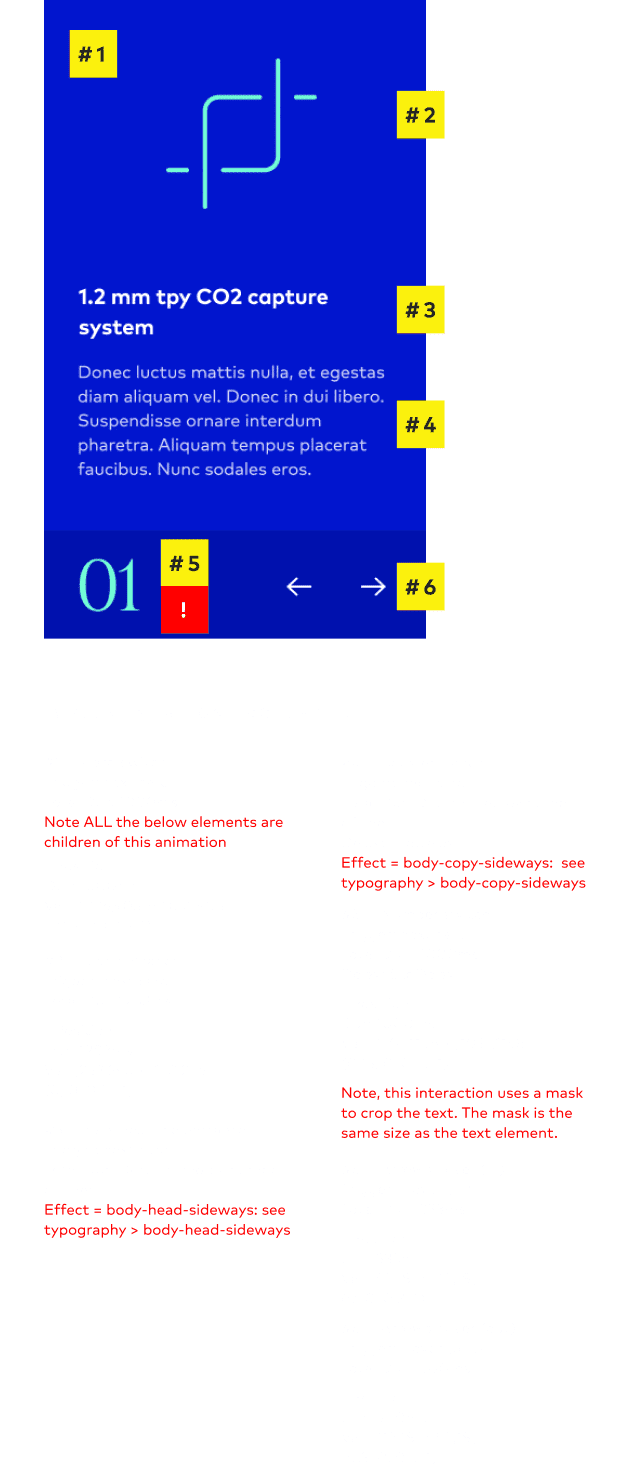 #1
#2
1.2 mm tpy CO2 capture
system
#3
Donec luctus mattis nulla, et egestas
diam aliquam vel. Donec in dui libero.
Suspendisse ornare interdum
pharetra. Aliquam tempus placerat
faucibus. Nunc sodales eros.
#4
01
#5
!
#6
Note ALL the below elements are
children of this animation
Effect = body-copy-sideways:  see
typography > body-copy-sideways
Note, this interaction uses a mask
to crop the text. The mask is the
same size as the text element.
Effect = body-head-sideways: see
typography > body-head-sideways